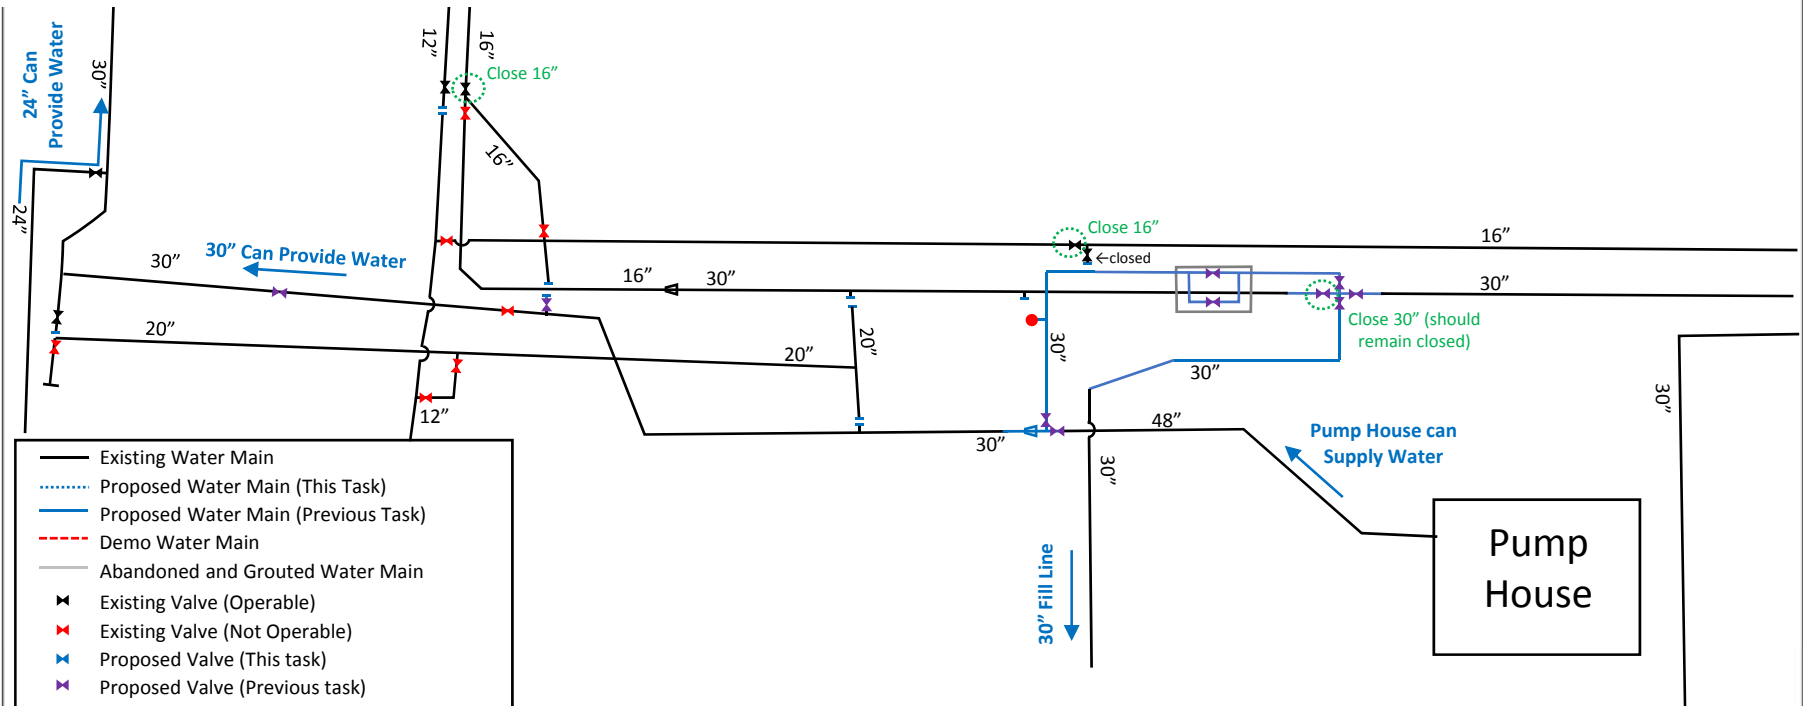 24" Can
Provide Water
30"
12"
16"
Close 16"
16"
24"
30"
30" Can Provide Water
16"
30"
Close 16"
←closed
16"
30"
Close 30" (should
remain closed)
20"
20"
20"
30"
30"
12"
30"
48"
30"
30"
Pump House can
Supply Water
30" Fill Line
Pump
House
Existing Water Main
Proposed Water Main (This Task)
Proposed Water Main (Previous Task)
Demo Water Main
Abandoned and Grouted Water Main
Existing Valve (Operable)
Existing Valve (Not Operable)
Proposed Valve (This task)
Proposed Valve (Previous task)